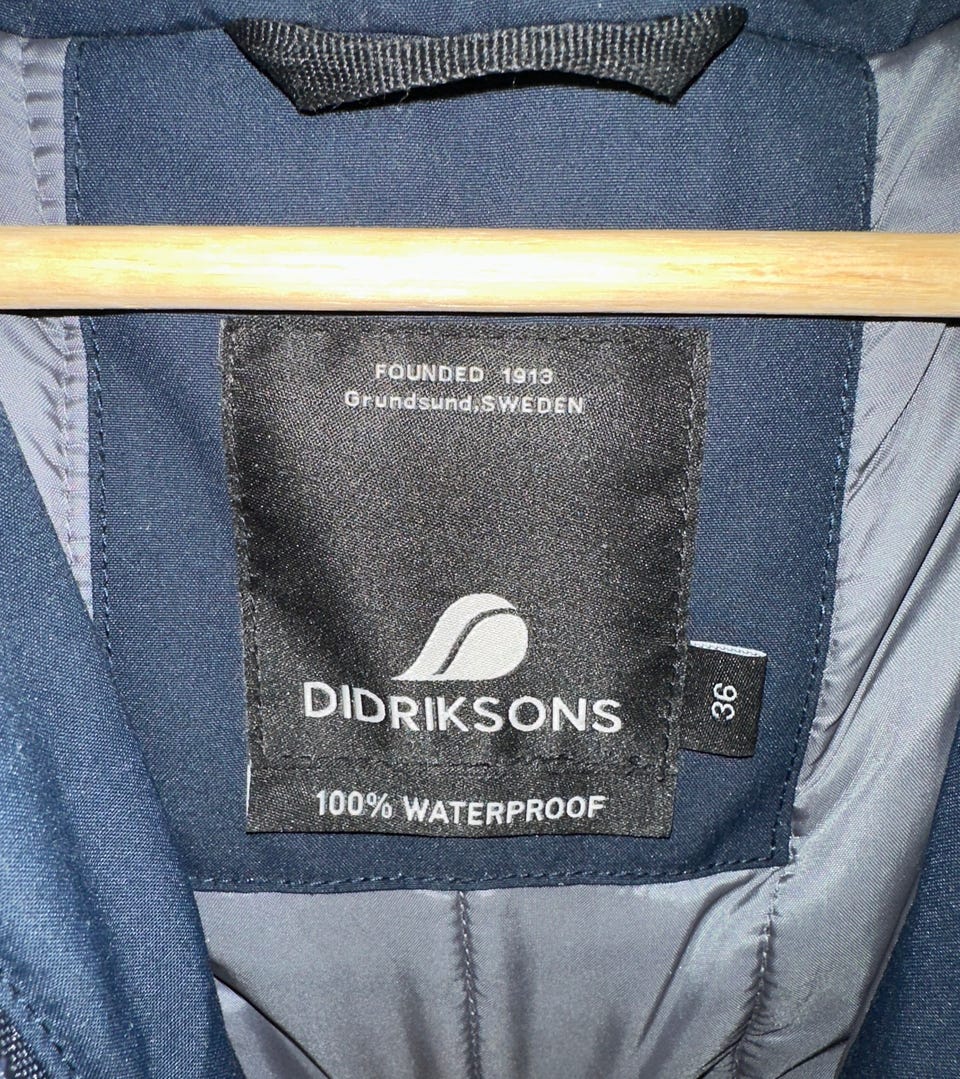 FOUNDED 1913
Grundsund,SWEDEN
DIDRIKSONS
36
100% WATERPROOF